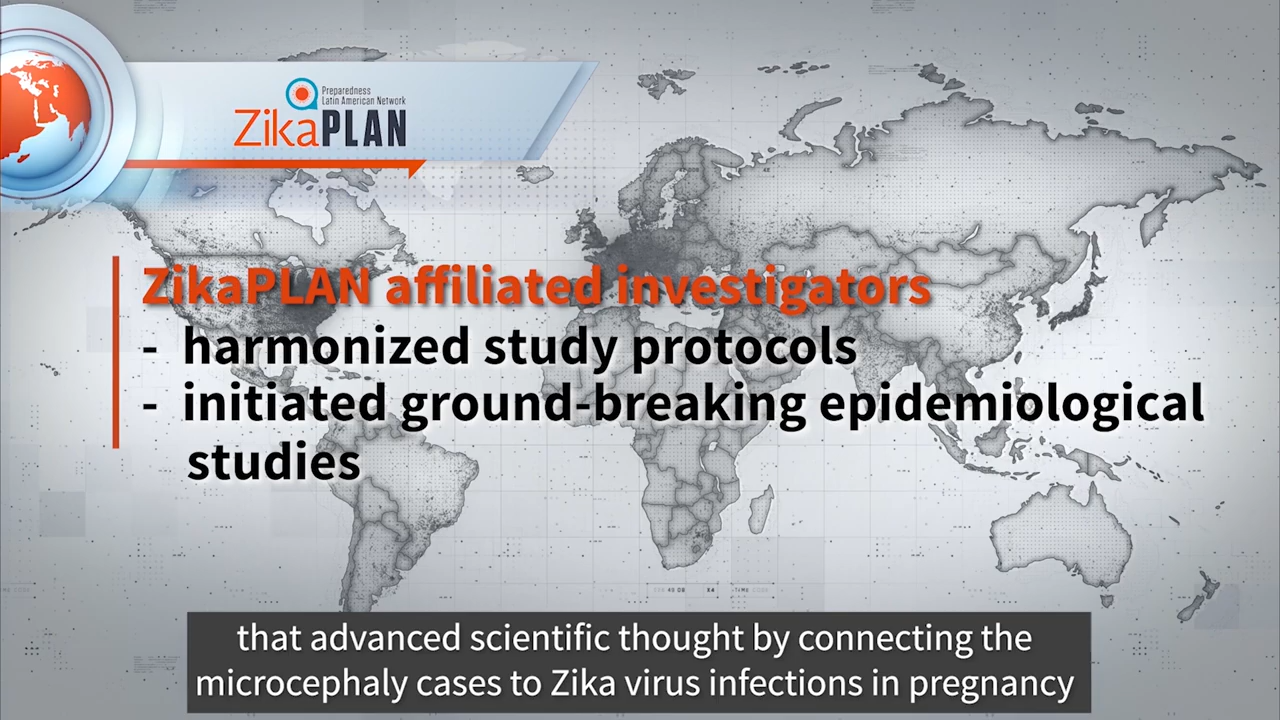 Preparedness
Latin American Network
ZikaPLAN
ZikaPLAN affiliated investigators
- harmonized study protocols
- initiated ground-breaking epidemiological
studies
that advanced scientific thought by connecting the
microcephaly cases to Zika virus infections in pregnancy